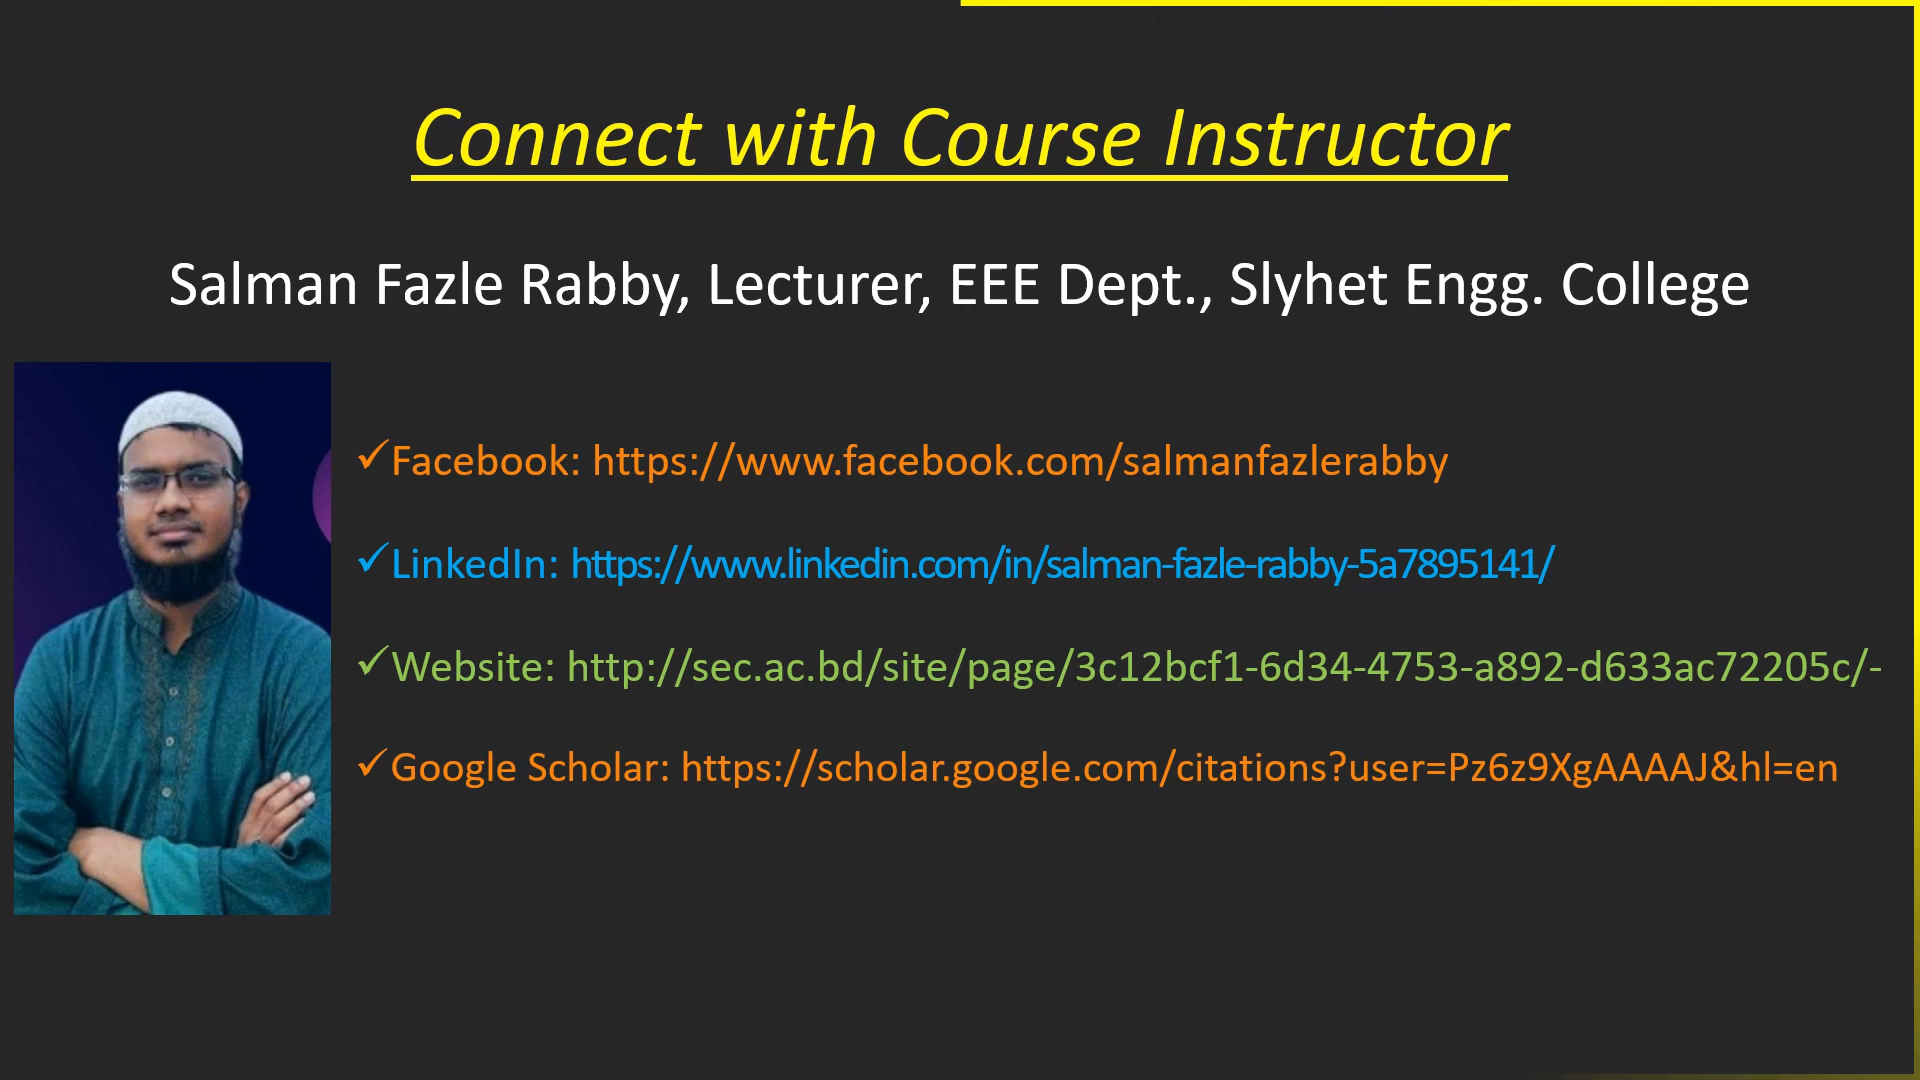 Connect with Course Instructor
Salman Fazle Rabby, Lecturer, EEE Dept., Slyhet Engg. College
✓Facebook: https://www.facebook.com/salmanfazlerabby
✓LinkedIn: https://www.linkedin.com/in/salman-fazle-rabby-5a7895141/
✓Website: http://sec.ac.bd/site/page/3c12bcf1-6d34-4753-a892-d633ac72205c/-
✓Google Scholar: https://scholar.google.com/citations?user=Pz6z9XgAAAAJ&hl=en